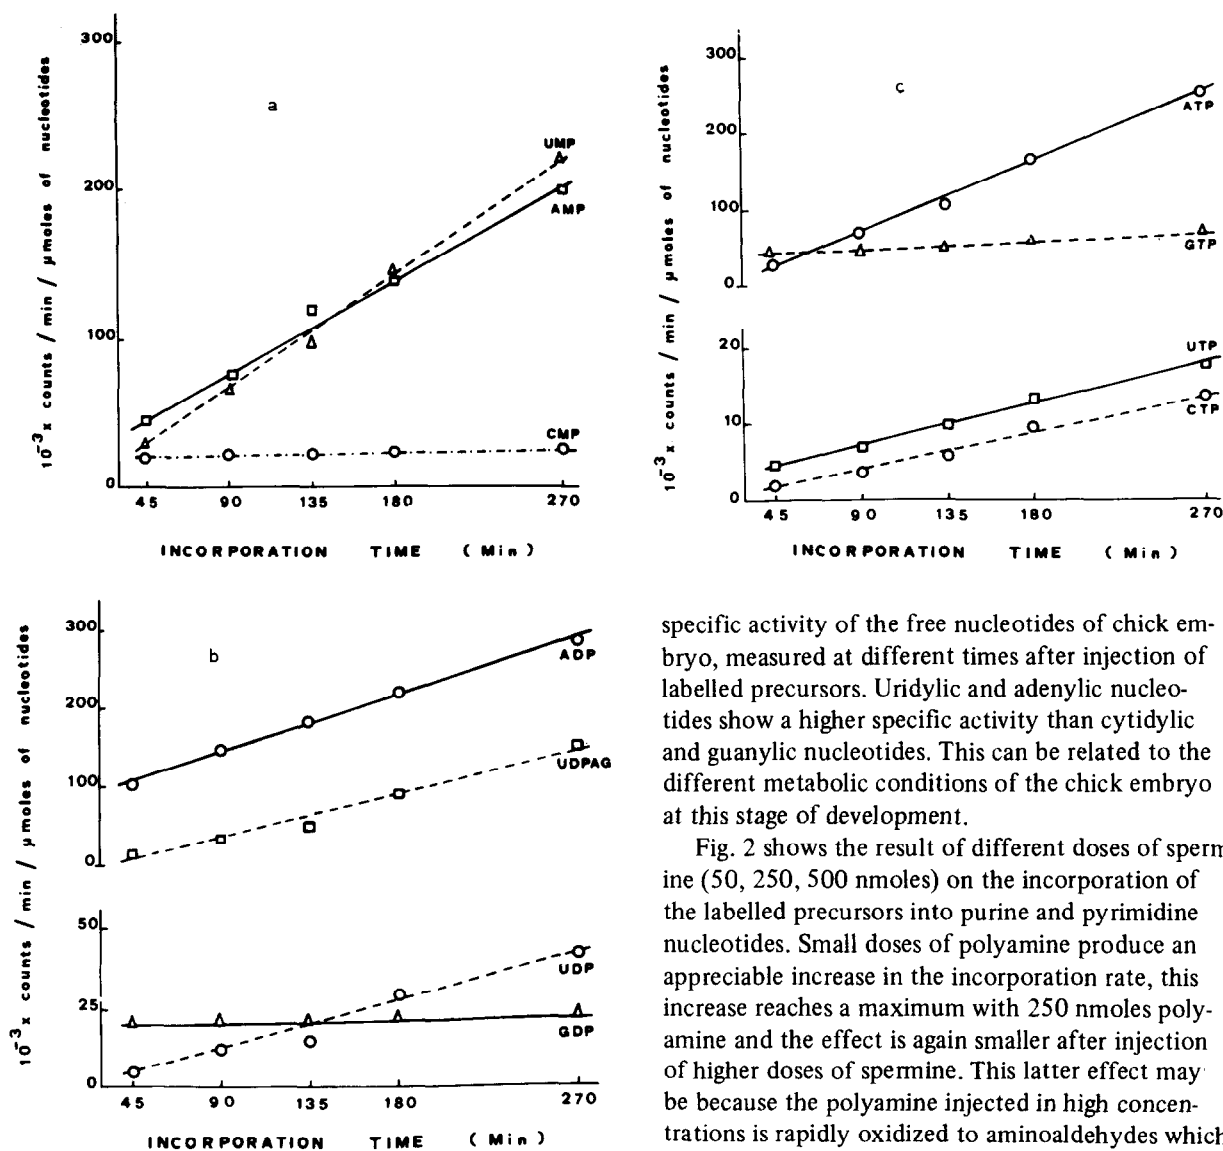 10⁻³ x counts / min / μmoles of nucleotides
a
300
200
100
0
UMP
AMP
CMP
45 90 135 180 270
INCORPORATION TIME (Min)
10⁻³ x counts / min / μmoles of nucleotides
b
300
200
100
0
ADP
UDPAG
50
25
0
UDP
GDP
45 90 135 180 270
INCORPORATION TIME (Min)
10⁻³ x counts / min / μmoles of nucleotides
c
300
200
100
0
ATP
GTP
20
10
0
UTP
CTP
45 90 135 180 270
INCORPORATION TIME (Min)
specific activity of the free nucleotides of chick em-
bryo, measured at different times after injection of
labelled precursors. Uridylic and adenylic nucleo-
tides show a higher specific activity than cytidylic
and guanylic nucleotides. This can be related to the
different metabolic conditions of the chick embryo
at this stage of development.
Fig. 2 shows the result of different doses of sperm
ine (50, 250, 500 nmoles) on the incorporation of
the labelled precursors into purine and pyrimidine
nucleotides. Small doses of polyamine produce an
appreciable increase in the incorporation rate, this
increase reaches a maximum with 250 nmoles poly-
amine and the effect is again smaller after injection
of higher doses of spermine. This latter effect may
be because the polyamine injected in high concen-
trations is rapidly oxidized to aminoaldehydes which